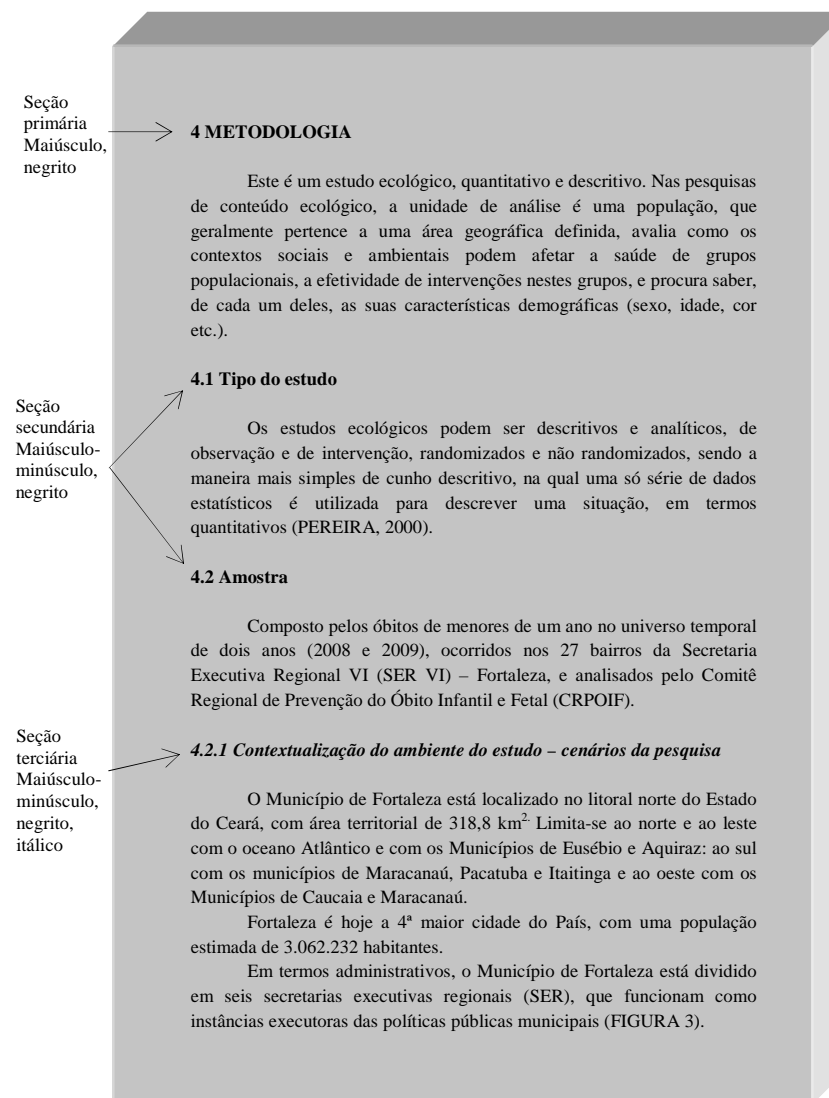 Seção
primária
Maiúsculo,
negrito
4 METODOLOGIA
Este é um estudo ecológico, quantitativo e descritivo. Nas pesquisas
de conteúdo ecológico, a unidade de análise é uma população, que
geralmente pertence a uma área geográfica definida, avalia como os
contextos sociais e ambientais podem afetar a saúde de grupos
populacionais, a efetividade de intervenções nestes grupos, e procura saber,
de cada um deles, as suas características demográficas (sexo, idade, cor
etc.).
4.1 Tipo do estudo
Seção
secundária
Maiúsculo-
minúsculo,
negrito
Os estudos ecológicos podem ser descritivos e analíticos, de
observação e de intervenção, randomizados e não randomizados, sendo a
maneira mais simples de cunho descritivo, na qual uma só série de dados
estatísticos é utilizada para descrever uma situação, em termos
quantitativos (PEREIRA, 2000).
4.2 Amostra
Composto pelos óbitos de menores de um ano no universo temporal
de dois anos (2008 e 2009), ocorridos nos 27 bairros da Secretaria
Executiva Regional VI (SER VI) – Fortaleza, e analisados pelo Comitê
Regional de Prevenção do Óbito Infantil e Fetal (CRPOIF).
Seção
terciária
Maiúsculo-
minúsculo,
negrito,
itálico
4.2.1 Contextualização do ambiente do estudo – cenários da pesquisa
O Município de Fortaleza está localizado no litoral norte do Estado
do Ceará, com área territorial de 318,8 km². Limita-se ao norte e ao leste
com o oceano Atlântico e com os Municípios de Eusébio e Aquiraz: ao sul
com os municípios de Maracanaú, Pacatuba e Itaitinga e ao oeste com os
Municípios de Caucaia e Maracanaú.
Fortaleza é hoje a 4ª maior cidade do País, com uma população
estimada de 3.062.232 habitantes.
Em termos administrativos, o Município de Fortaleza está dividido
em seis secretarias executivas regionais (SER), que funcionam como
instâncias executoras das políticas públicas municipais (FIGURA 3).